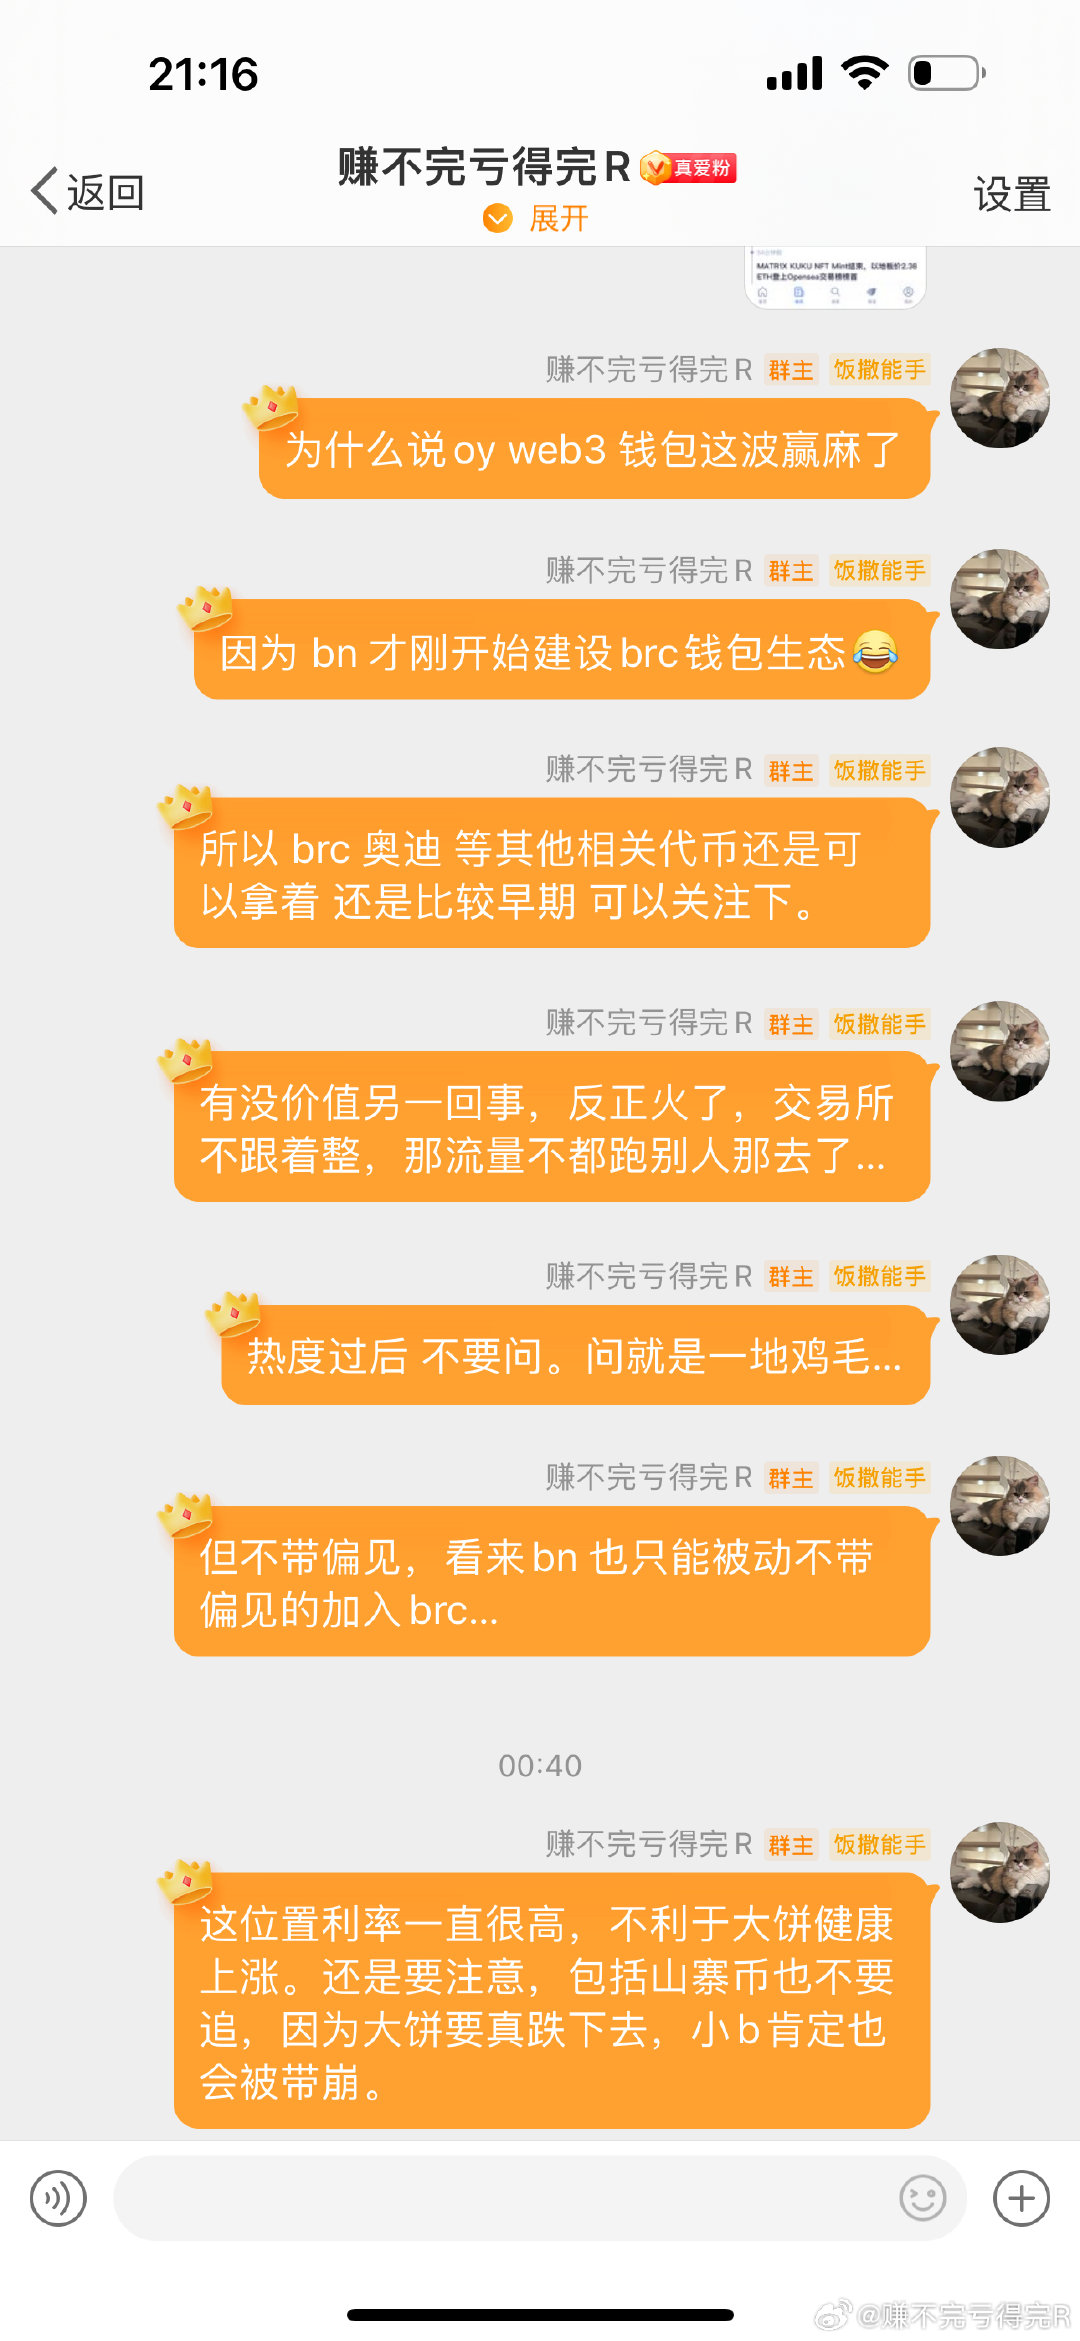 21:16
返回
赚不完亏得完R
真爱粉
展开
设置
MATR1X KUKU NFT Mint结束，以地板价2.38
ETH登上Opensea交易榜榜首
赚不完亏得完R 群主 饭撒能手
为什么说oy web3 钱包这波赢麻了
赚不完亏得完R 群主 饭撒能手
因为 bn 才刚开始建设brc钱包生态😂
赚不完亏得完R 群主 饭撒能手
所以 brc 奥迪 等其他相关代币还是可
以拿着 还是比较早期 可以关注下。
赚不完亏得完R 群主 饭撒能手
有没价值另一回事，反正火了，交易所
不跟着整，那流量不都跑别人那去了...
赚不完亏得完R 群主 饭撒能手
热度过后 不要问。问就是一地鸡毛...
赚不完亏得完R 群主 饭撒能手
但不带偏见，看来bn 也只能被动不带
偏见的加入brc...
00:40
赚不完亏得完R 群主 饭撒能手
这位置利率一直很高，不利于大饼健康
上涨。还是要注意，包括山寨币也不要
追，因为大饼要真跌下去，小b肯定也
会被带崩。
@赚不完亏得完R